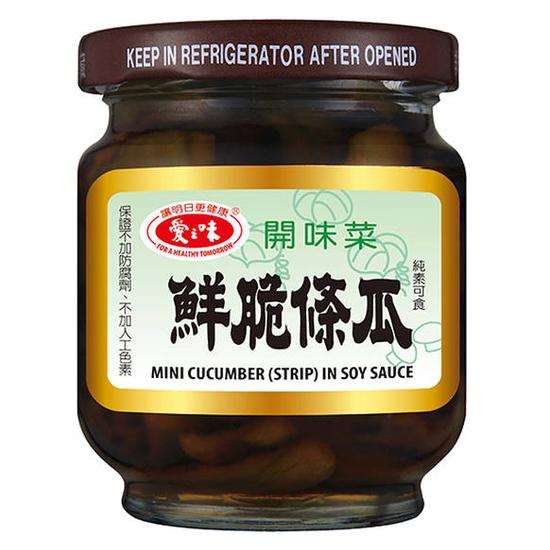 KEEP IN REFRIGERATOR AFTER OPENED
讓明日更健康®
愛之味
FOR A HEALTHY TOMORROW
開味菜
鮮脆條瓜
純素可食
MINI CUCUMBER (STRIP) IN SOY SAUCE
保證不加防腐劑、不加人工色素